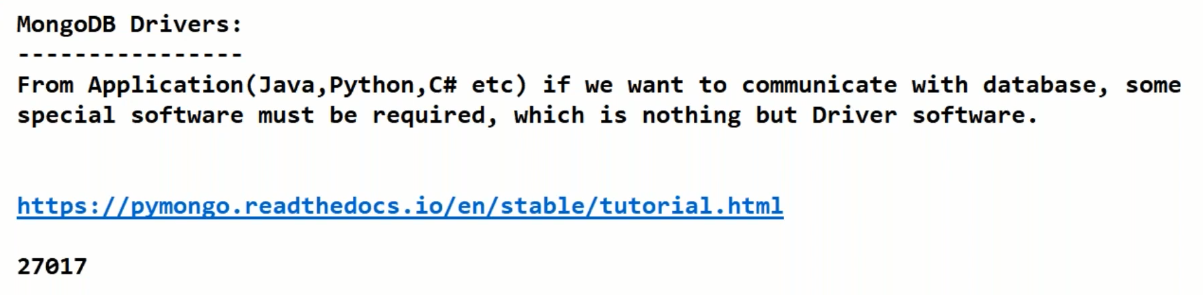 MongoDB Drivers:
----------------
From Application(Java,Python,C# etc) if we want to communicate with database, some
special software must be required, which is nothing but Driver software.
https://pymongo.readthedocs.io/en/stable/tutorial.html
27017